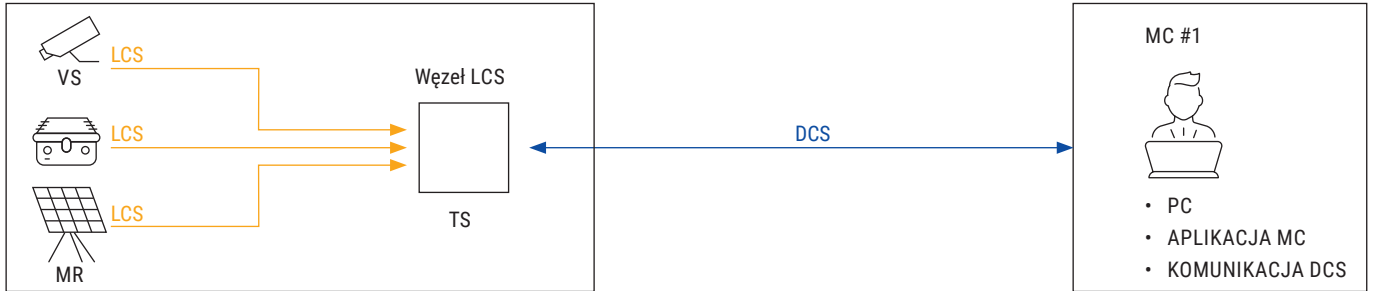 LCS
VS
LCS
LCS
MR
Węzeł LCS
TS
DCS
MC #1
• PC
• APLIKACJA MC
• KOMUNIKACJA DCS